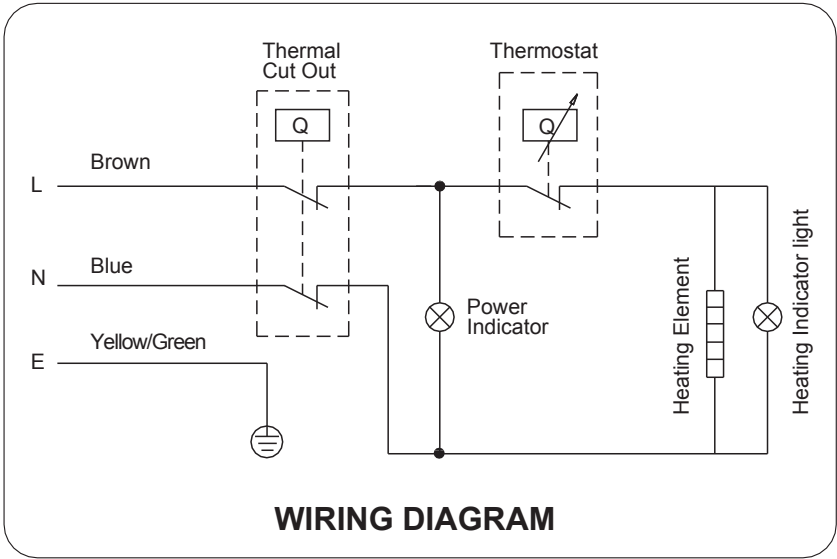 Thermal
Cut Out
Thermostat
Q
Q
Brown
L
Blue
N
Yellow/Green
E
Power
Indicator
Heating Element
Heating Indicator light
WIRING DIAGRAM